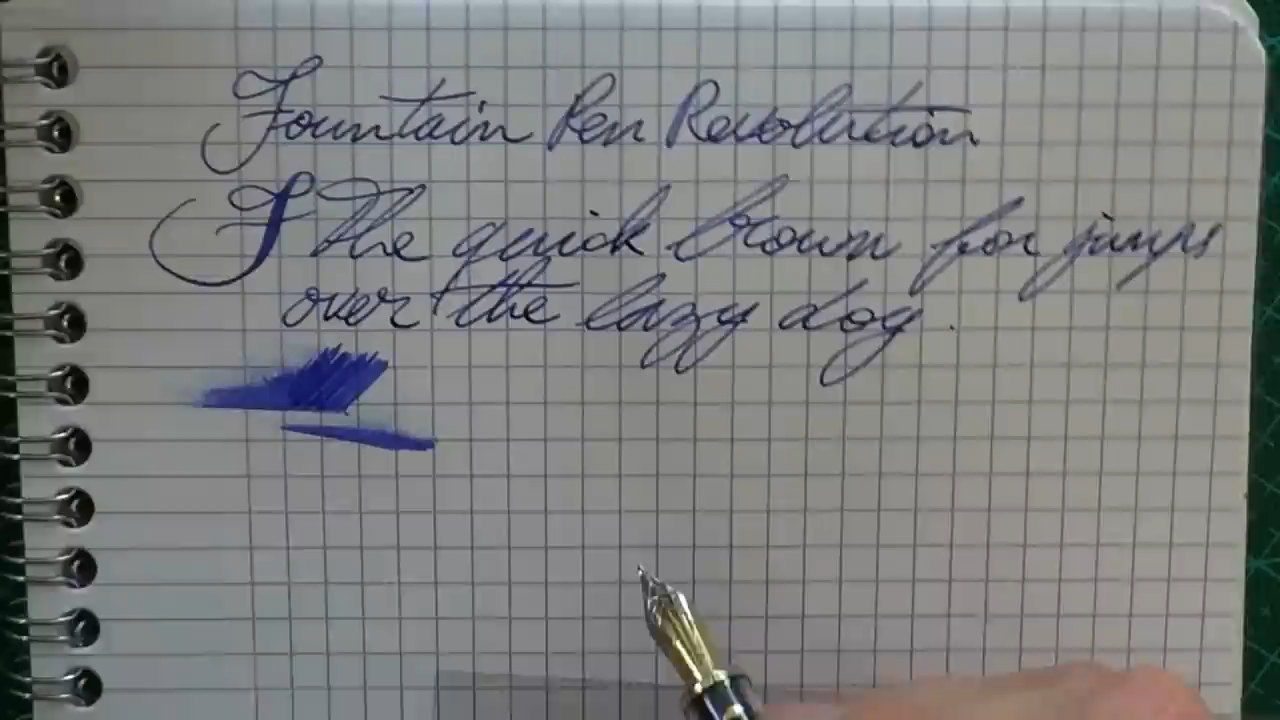 Fountain Pen Revolution
F The quick brown fox jumps
over the lazy dog.